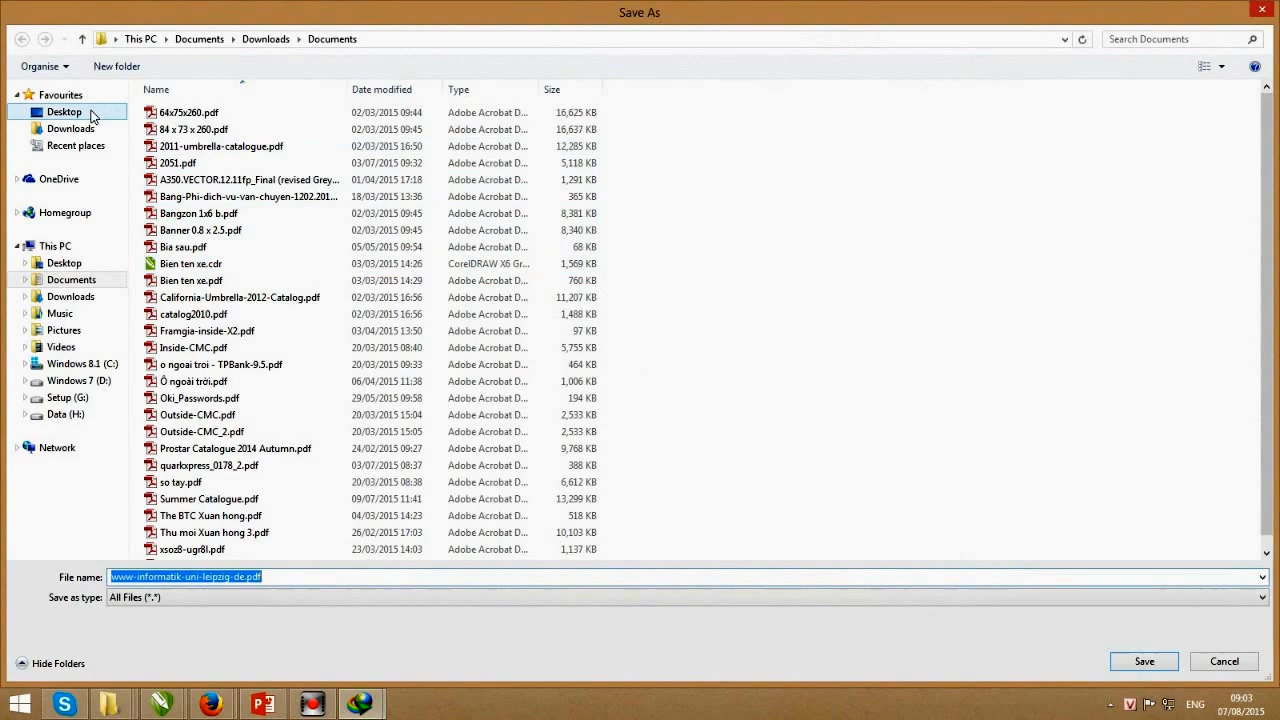 Save As
This PC Documents Downloads Documents
Search Documents
Organise New folder
Favourites
Desktop
Downloads
Recent places
OneDrive
Homegroup
This PC
Desktop
Documents
Downloads
Music
Pictures
Videos
Windows 8.1 (C:)
Windows 7 (D:)
Setup (G:)
Data (H:)
Network
Name Date modified Type Size
64x75x260.pdf 02/03/2015 09:44 Adobe Acrobat D... 16,625 KB
84 x 73 x 260.pdf 02/03/2015 09:45 Adobe Acrobat D... 16,637 KB
2011-umbrella-catalogue.pdf 02/03/2015 16:50 Adobe Acrobat D... 12,285 KB
2051.pdf 03/07/2015 09:32 Adobe Acrobat D... 5,118 KB
A350.VECTOR.12.11fp_Final (revised Grey... 01/04/2015 17:18 Adobe Acrobat D... 1,291 KB
Bang-Phi-dich-vu-van-chuyen-1202.201... 18/03/2015 13:36 Adobe Acrobat D... 365 KB
Bangzon 1x6 b.pdf 02/03/2015 09:45 Adobe Acrobat D... 8,381 KB
Banner 0.8 x 2.5.pdf 02/03/2015 09:45 Adobe Acrobat D... 8,340 KB
Bia sau.pdf 05/05/2015 09:54 Adobe Acrobat D... 68 KB
Bien ten xe.cdr 03/03/2015 14:26 CorelDRAW X6 Gr... 1,569 KB
Bien ten xe.pdf 03/03/2015 14:29 Adobe Acrobat D... 760 KB
California-Umbrella-2012-Catalog.pdf 02/03/2015 16:56 Adobe Acrobat D... 11,207 KB
catalog2010.pdf 02/03/2015 16:56 Adobe Acrobat D... 1,488 KB
Framgia-inside-X2.pdf 03/04/2015 13:50 Adobe Acrobat D... 97 KB
Inside-CMC.pdf 20/03/2015 08:40 Adobe Acrobat D... 5,755 KB
o ngoai troi - TPBank-9.5.pdf 20/03/2015 09:33 Adobe Acrobat D... 464 KB
Ô ngoài trời.pdf 06/04/2015 11:38 Adobe Acrobat D... 1,006 KB
Oki_Passwords.pdf 29/05/2015 09:58 Adobe Acrobat D... 194 KB
Outside-CMC.pdf 20/03/2015 15:04 Adobe Acrobat D... 2,533 KB
Outside-CMC_2.pdf 20/03/2015 15:05 Adobe Acrobat D... 2,533 KB
Prostar Catalogue 2014 Autumn.pdf 24/02/2015 09:27 Adobe Acrobat D... 9,768 KB
quarkxpress_0178_2.pdf 03/07/2015 08:37 Adobe Acrobat D... 388 KB
so tay.pdf 20/03/2015 08:38 Adobe Acrobat D... 6,612 KB
Summer Catalogue.pdf 09/07/2015 11:41 Adobe Acrobat D... 13,299 KB
The BTC Xuan hong.pdf 04/03/2015 14:23 Adobe Acrobat D... 518 KB
Thu moi Xuan hong 3.pdf 26/02/2015 17:03 Adobe Acrobat D... 10,103 KB
xsoz8-ugr8l.pdf 23/03/2015 14:03 Adobe Acrobat D... 1,137 KB
File name: www-informatik-uni-leipzig-de.pdf
Save as type: All Files (*.*)
Hide Folders Save Cancel
ENG
09:03
07/08/2015